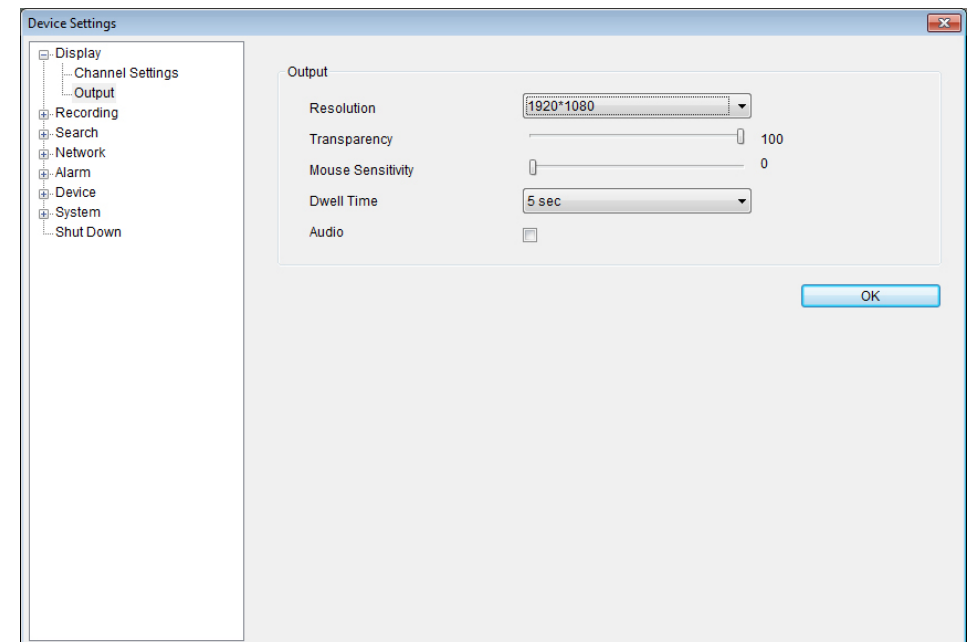 Device Settings
Display
Channel Settings
Output
Recording
Search
Network
Alarm
Device
System
Shut Down
Output
Resolution 1920*1080
Transparency 100
Mouse Sensitivity 0
Dwell Time 5 sec
Audio
OK